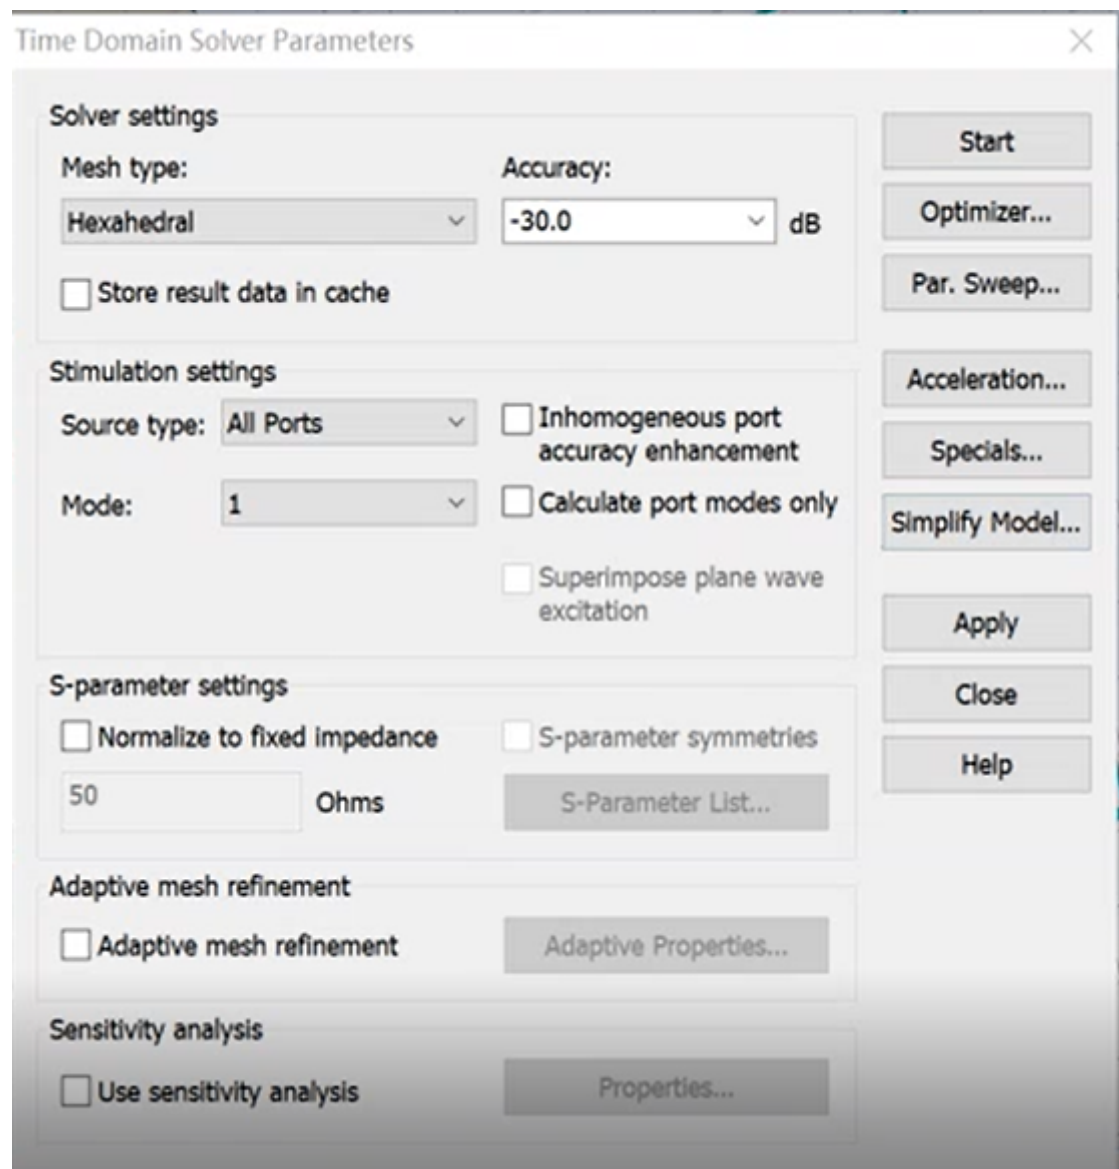 Time Domain Solver Parameters
Solver settings
Mesh type:
Accuracy:
Hexahedral
-30.0
dB
Store result data in cache
Stimulation settings
Source type:
All Ports
Inhomogeneous port
accuracy enhancement
Mode:
1
Calculate port modes only
Superimpose plane wave
excitation
S-parameter settings
Normalize to fixed impedance
S-parameter symmetries
50
Ohms
S-Parameter List...
Adaptive mesh refinement
Adaptive mesh refinement
Adaptive Properties...
Sensitivity analysis
Use sensitivity analysis
Properties...
Start
Optimizer...
Par. Sweep...
Acceleration...
Specials...
Simplify Model...
Apply
Close
Help